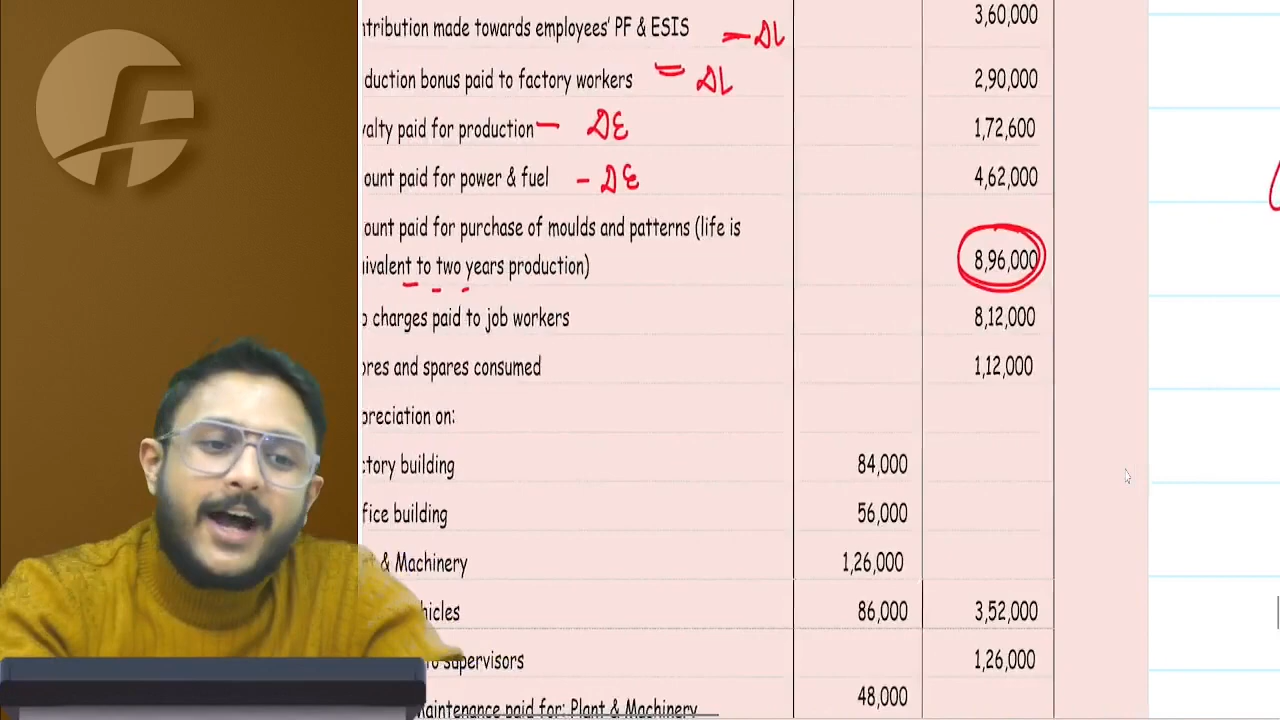 ntribution made towards employees' PF & ESIS – DL 3,60,000
duction bonus paid to factory workers = DL 2,90,000
yalty paid for production – DE 1,72,600
ount paid for power & fuel – DE 4,62,000
ount paid for purchase of moulds and patterns (life is
ivalent to two years production) 8,96,000
b charges paid to job workers 8,12,000
ores and spares consumed 1,12,000
preciation on:
ctory building 84,000
fice building 56,000
t & Machinery 1,26,000
hicles 86,000 3,52,000
o supervisors 1,26,000
maintenance paid for: Plant & Machinery 48,000